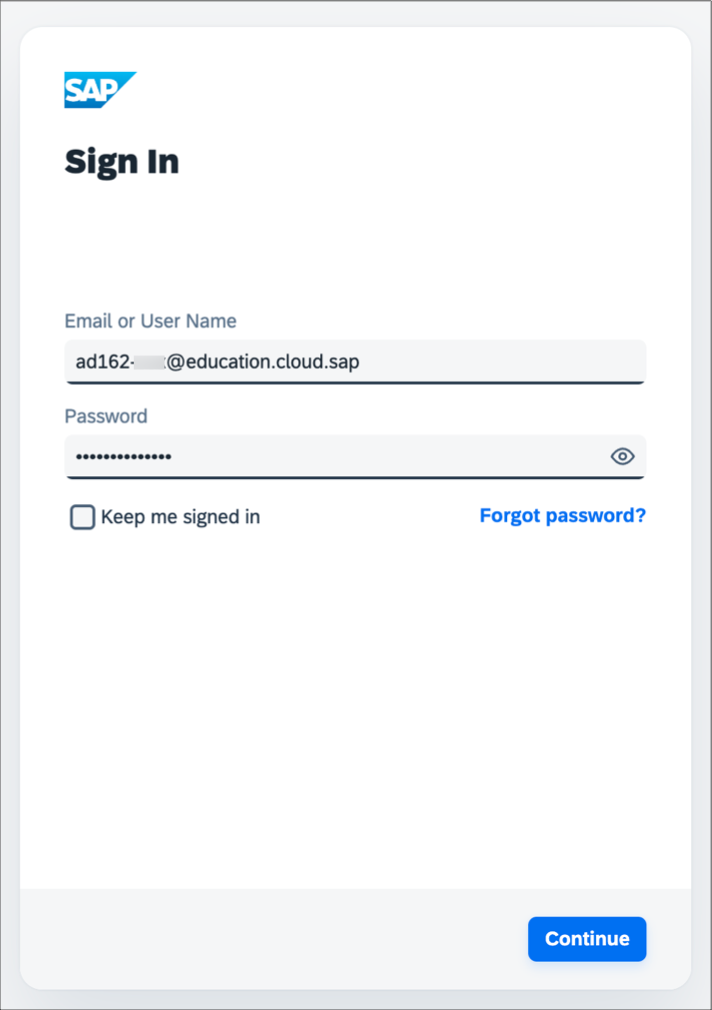 SAP
Sign In
Email or User Name
ad162- @education.cloud.sap
Password
••••••••••••••
Keep me signed in
Forgot password?
Continue